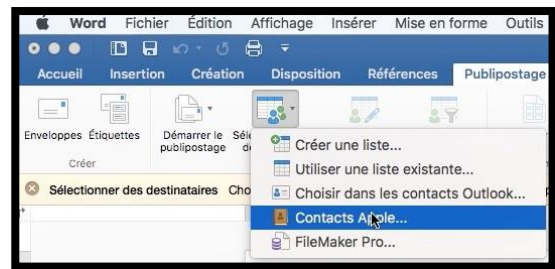 Word Fichier Édition Affichage Insérer Mise en forme Outils
Accueil Insertion Création Disposition Références Publipostage
Enveloppes Étiquettes Démarrer le
publipostage
Créer
Créer une liste...
Utiliser une liste existante...
Choisir dans les contacts Outlook...
Contacts Apple...
FileMaker Pro...
Sélectionner des destinataires